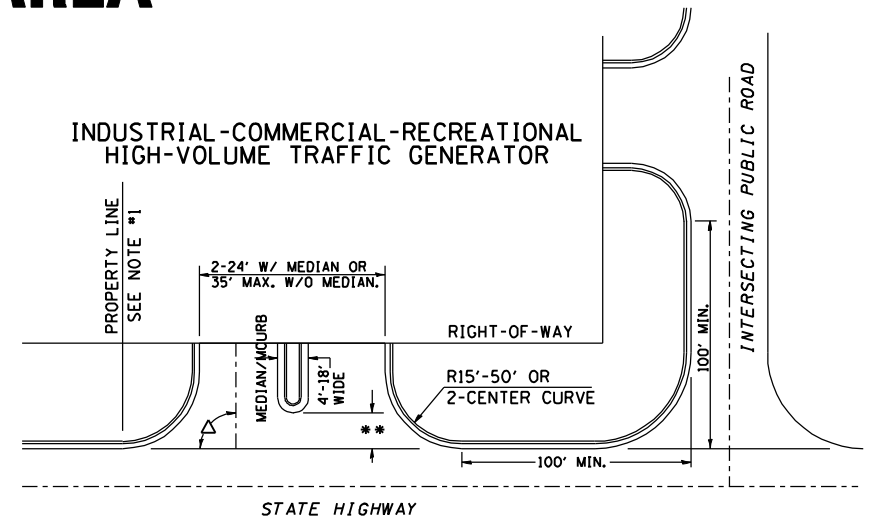 AREA
INDUSTRIAL-COMMERCIAL-RECREATIONAL
HIGH-VOLUME TRAFFIC GENERATOR
INTERSECTING PUBLIC ROAD
PROPERTY LINE
SEE NOTE #1
2-24' W/ MEDIAN OR
35' MAX. W/O MEDIAN.
RIGHT-OF-WAY
MEDIAN/MOURB
4'-18'
WIDE
R15'-50' OR
2-CENTER CURVE
100' MIN.
△
**
100' MIN.
STATE HIGHWAY